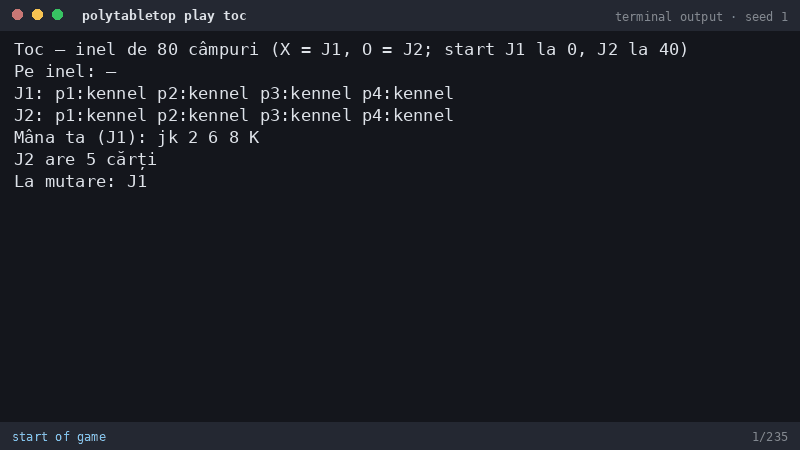 polytabletop play toc
terminal output · seed 1
Toc — inel de 80 câmpuri (X = J1, O = J2; start J1 la 0, J2 la 40)
Pe inel: —
J1: p1:kennel p2:kennel p3:kennel p4:kennel
J2: p1:kennel p2:kennel p3:kennel p4:kennel
Mâna ta (J1): jk 2 6 8 K
J2 are 5 cărți
La mutare: J1
start of game
1/235